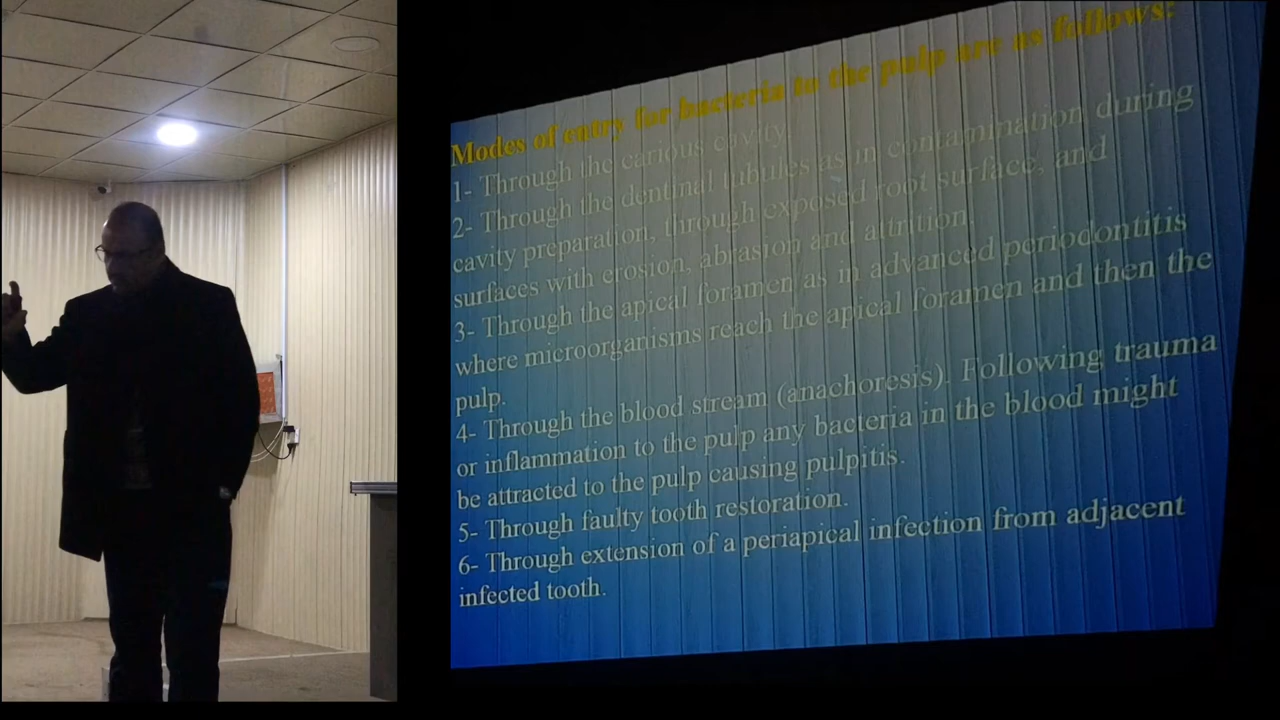 Modes of entry for bacteria to the pulp are as follows:
1- Through the carious cavity.
2- Through the dentinal tubules as in contamination during
cavity preparation, through exposed root surface, and
surfaces with erosion, abrasion and attrition.
3- Through the apical foramen as in advanced periodontitis
where microorganisms reach the apical foramen and then the
pulp.
4- Through the blood stream (anachoresis). Following trauma
or inflammation to the pulp any bacteria in the blood might
be attracted to the pulp causing pulpitis.
5- Through faulty tooth restoration.
6- Through extension of a periapical infection from adjacent
infected tooth.